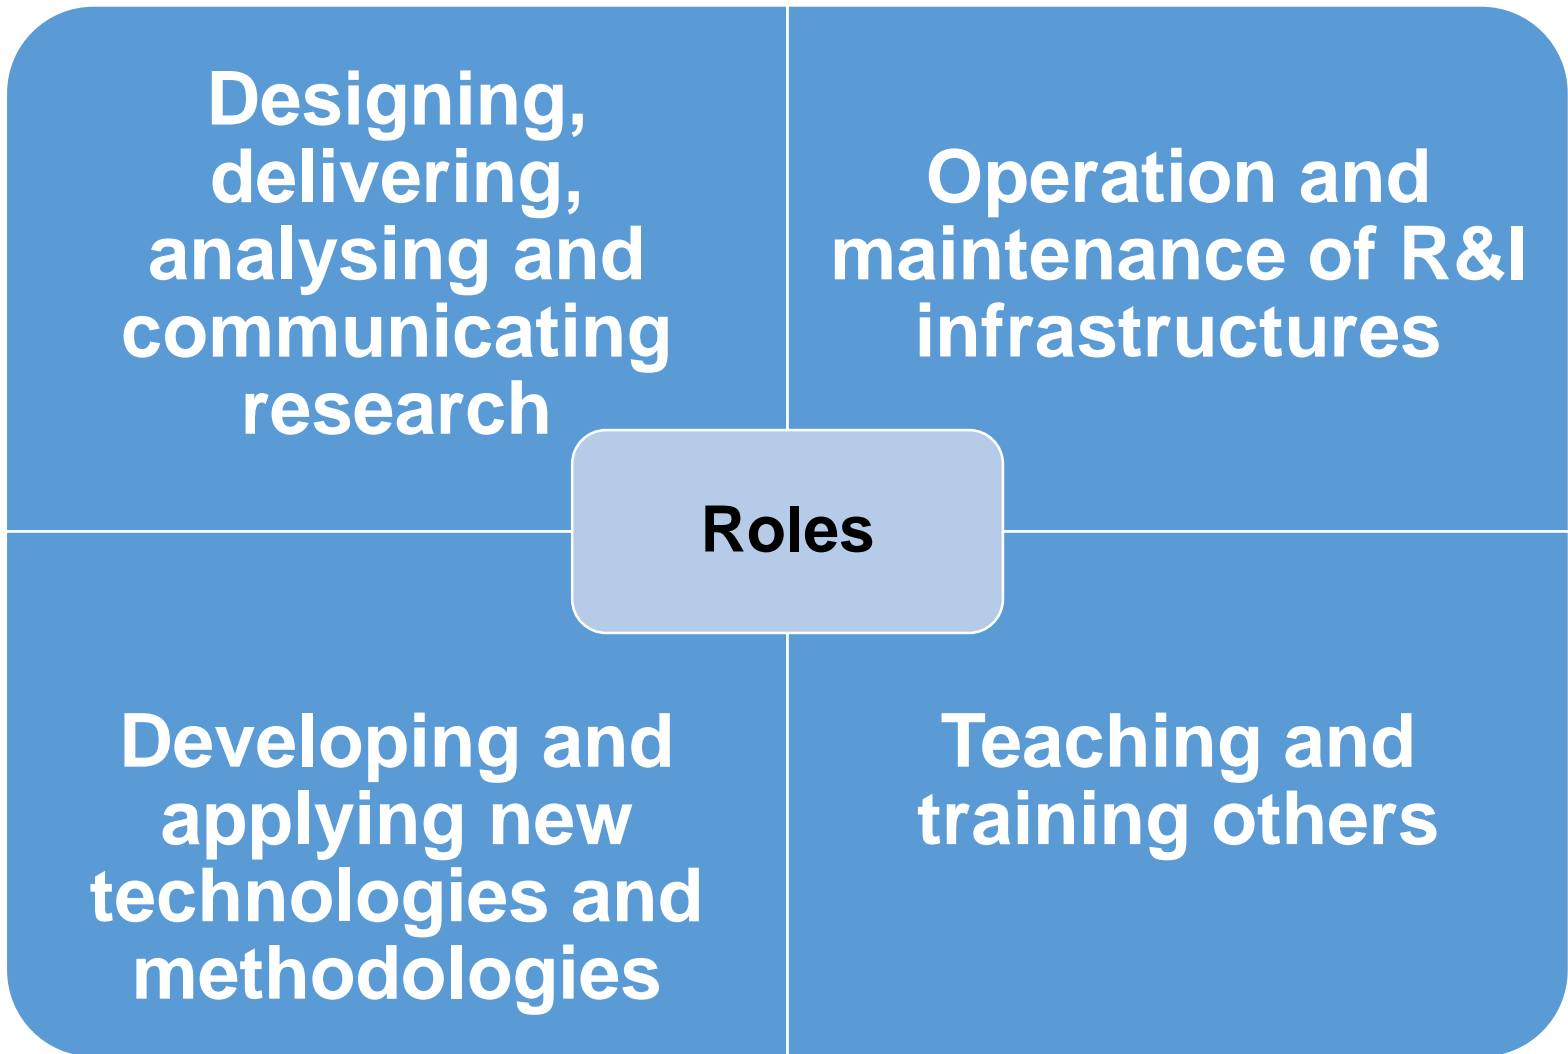 Designing,
delivering,
analysing and
communicating
research
Operation and
maintenance of R&I
infrastructures
Roles
Developing and
applying new
technologies and
methodologies
Teaching and
training others